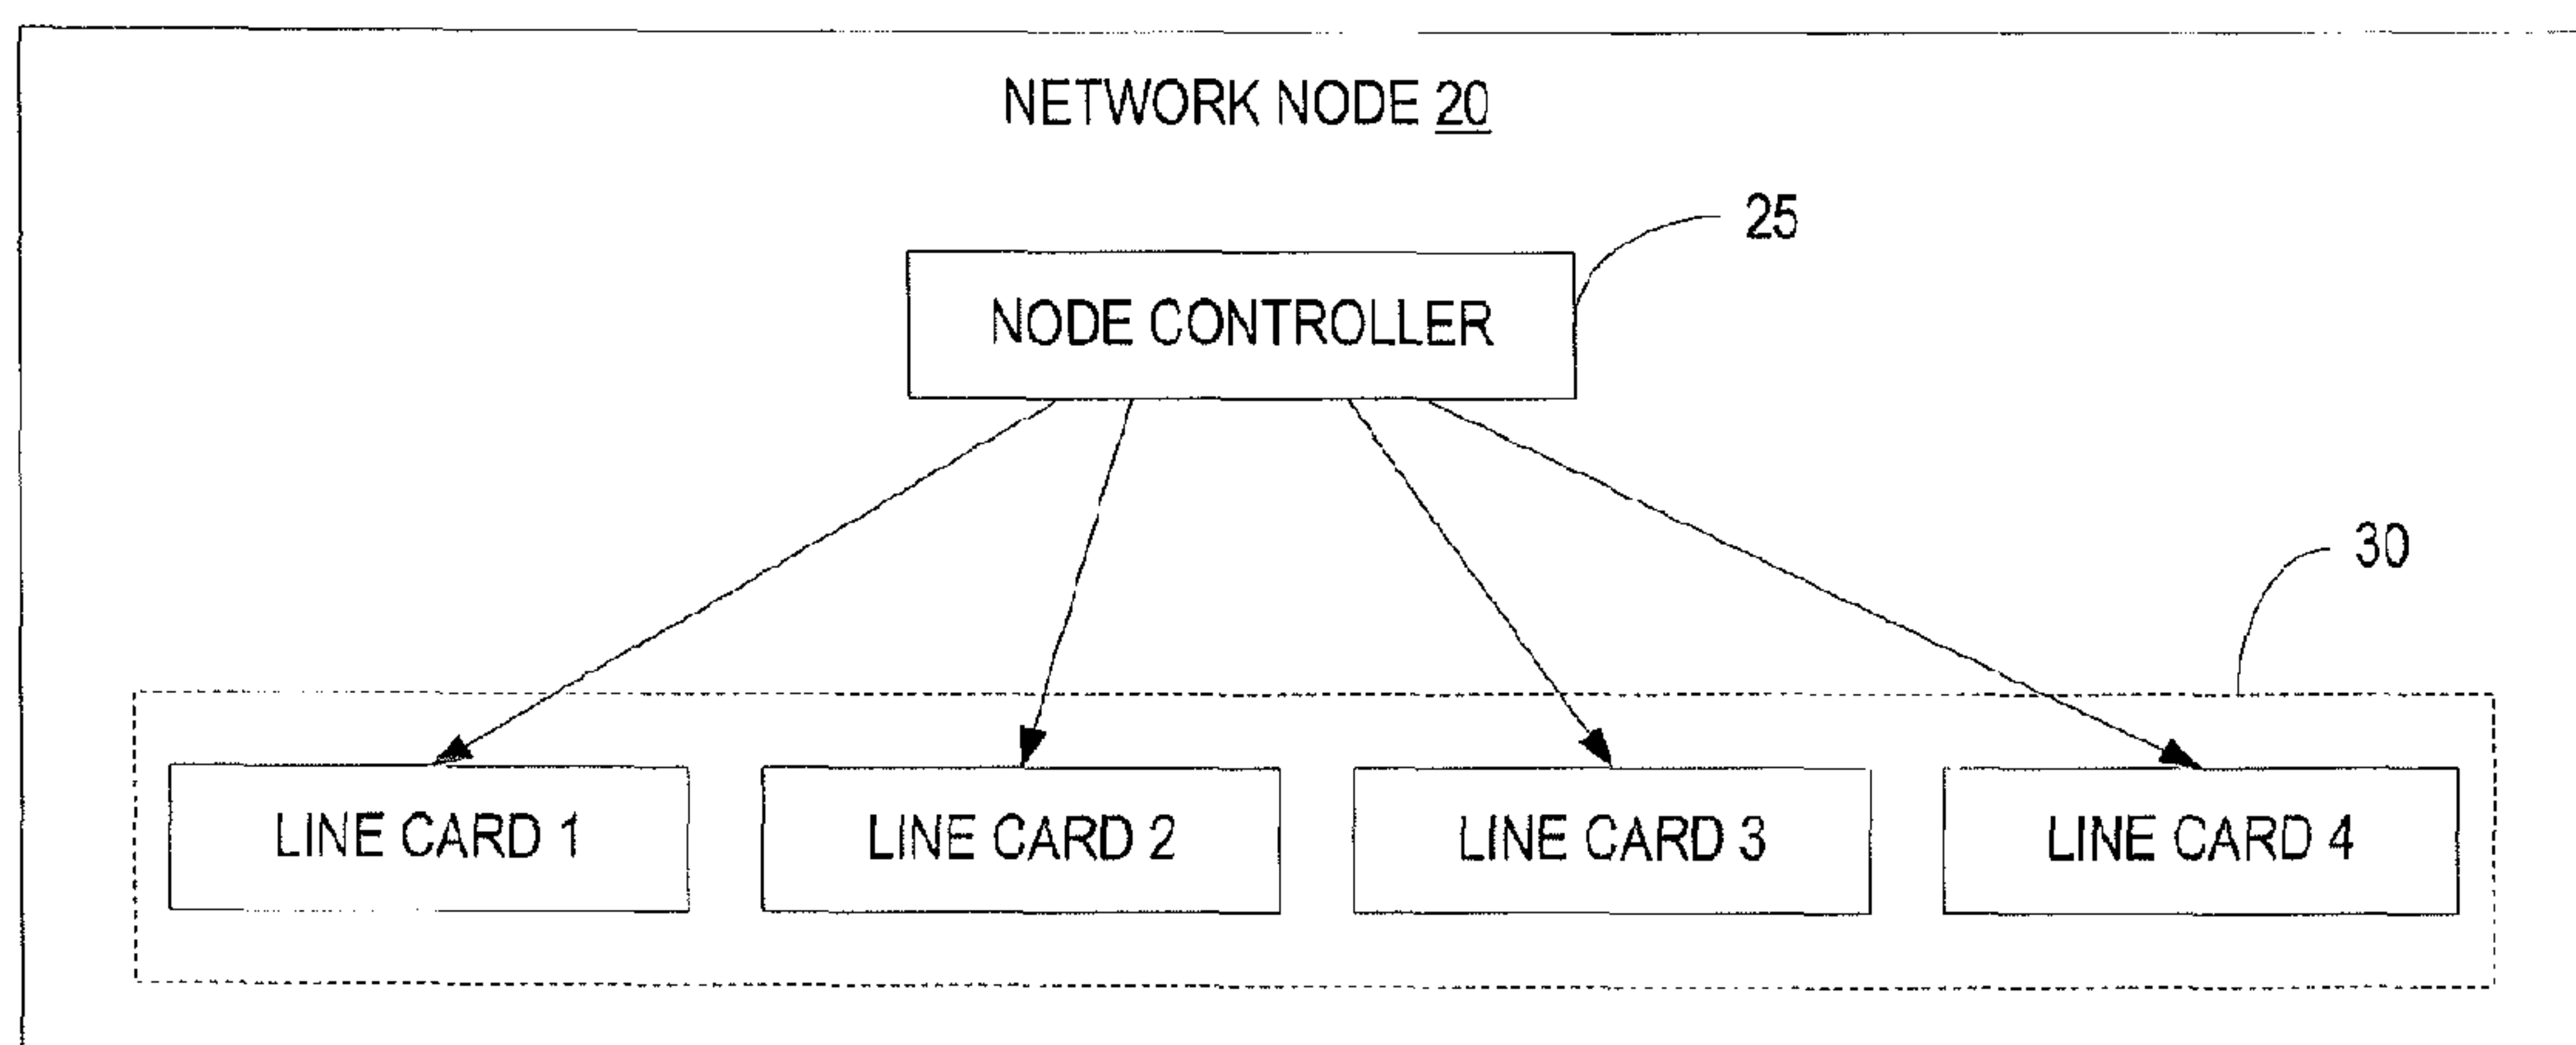 NETWORK NODE 20
25
NODE CONTROLLER
30
LINE CARD 1
LINE CARD 2
LINE CARD 3
LINE CARD 4